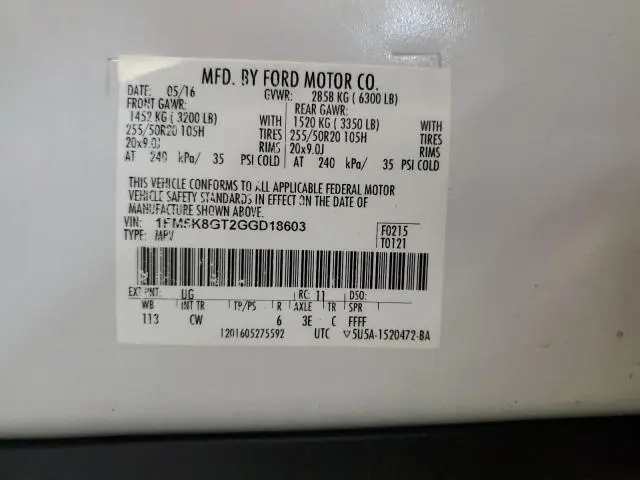 MFD. BY FORD MOTOR CO.
DATE: 05/16 GVWR: 2858 KG ( 6300 LB)
FRONT GAWR: REAR GAWR:
1452 KG ( 3200 LB) WITH 1520 KG ( 3350 LB) WITH
255/50R20 105H TIRES 255/50R20 105H TIRES
20x9.0J RIMS 20x9.0J RIMS
AT 240 kPa/ 35 PSI COLD AT 240 kPa/ 35 PSI COLD
THIS VEHICLE CONFORMS TO ALL APPLICABLE FEDERAL MOTOR
VEHICLE SAFETY STANDARDS IN EFFECT ON THE DATE OF
MANUFACTURE SHOWN ABOVE.
VIN: 1FM5K8GT2GGD18603 F0215
TYPE: MPV T0121
EXT PNT: UG RC: 11 DSO:
WB INT TR TP/PS R AXLE TR SPR
113 CW 6 3E C FFFF
1201605275592 UTC ▽5U5A-1520472-BA